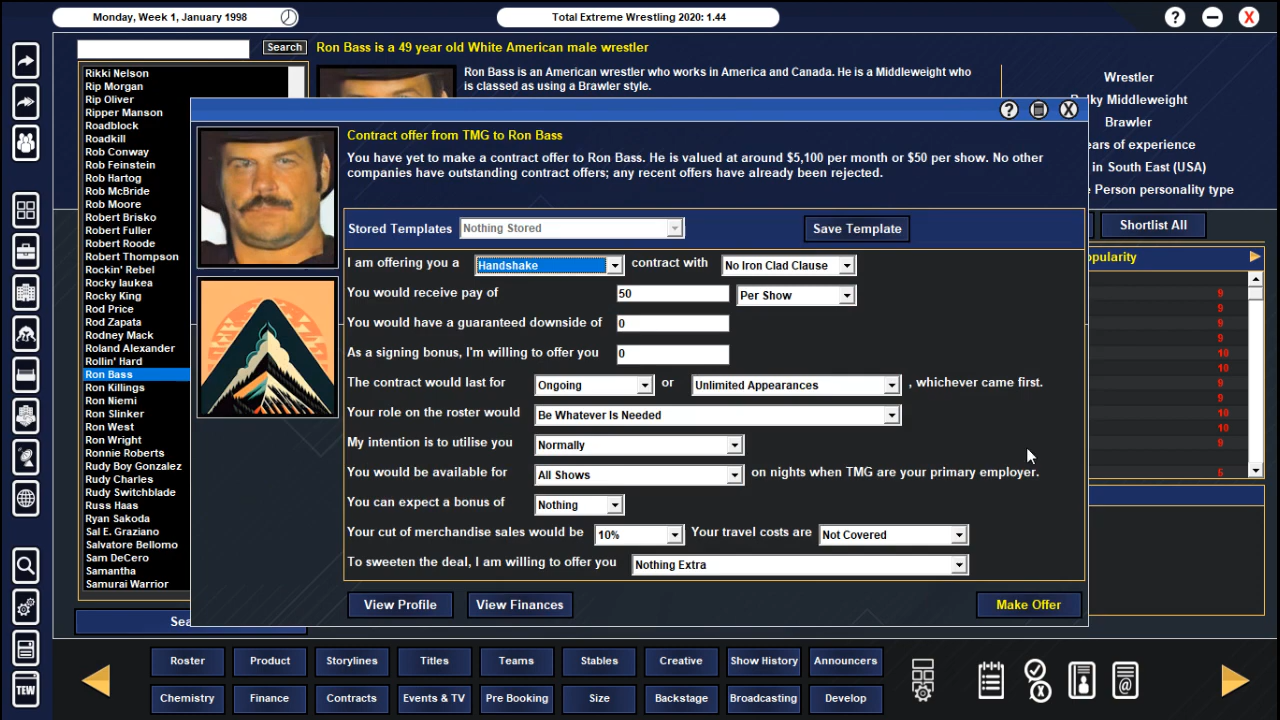 Monday, Week 1, January 1998
Total Extreme Wrestling 2020: 1.44
?
X
Search
Ron Bass is a 49 year old White American male wrestler
Ron Bass is an American wrestler who works in America and Canada. He is a Middleweight who
is classed as using a Brawler style.
Wrestler
ky Middleweight
Brawler
ears of experience
in South East (USA)
Person personality type
Shortlist All
opularity
9
9
9
9
10
10
9
9
10
10
9
5
Rikki Nelson
Rip Morgan
Rip Oliver
Ripper Manson
Roadblock
Roadkill
Rob Conway
Rob Feinstein
Rob Hartog
Rob McBride
Rob Moore
Robert Brisko
Robert Fuller
Robert Roode
Robert Thompson
Rockin' Rebel
Rocky Iaukea
Rocky King
Rod Price
Rod Zapata
Rodney Mack
Roland Alexander
Rollin' Hard
Ron Bass
Ron Killings
Ron Niemi
Ron Slinker
Ron West
Ron Wright
Ronnie Roberts
Rudy Boy Gonzalez
Rudy Charles
Rudy Switchblade
Russ Haas
Ryan Sakoda
Sal E. Graziano
Salvatore Bellomo
Sam DeCero
Samantha
Samurai Warrior
Sea
?
X
Contract offer from TMG to Ron Bass
You have yet to make a contract offer to Ron Bass. He is valued at around $5,100 per month or $50 per show. No other
companies have outstanding contract offers; any recent offers have already been rejected.
Stored Templates Nothing Stored Save Template
I am offering you a Handshake contract with No Iron Clad Clause
You would receive pay of 50 Per Show
You would have a guaranteed downside of 0
As a signing bonus, I'm willing to offer you 0
The contract would last for Ongoing or Unlimited Appearances , whichever came first.
Your role on the roster would Be Whatever Is Needed
My intention is to utilise you Normally
You would be available for All Shows on nights when TMG are your primary employer.
You can expect a bonus of Nothing
Your cut of merchandise sales would be 10% Your travel costs are Not Covered
To sweeten the deal, I am willing to offer you Nothing Extra
View Profile View Finances Make Offer
TEW
Roster Product Storylines Titles Teams Stables Creative Show History Announcers
Chemistry Finance Contracts Events & TV Pre Booking Size Backstage Broadcasting Develop